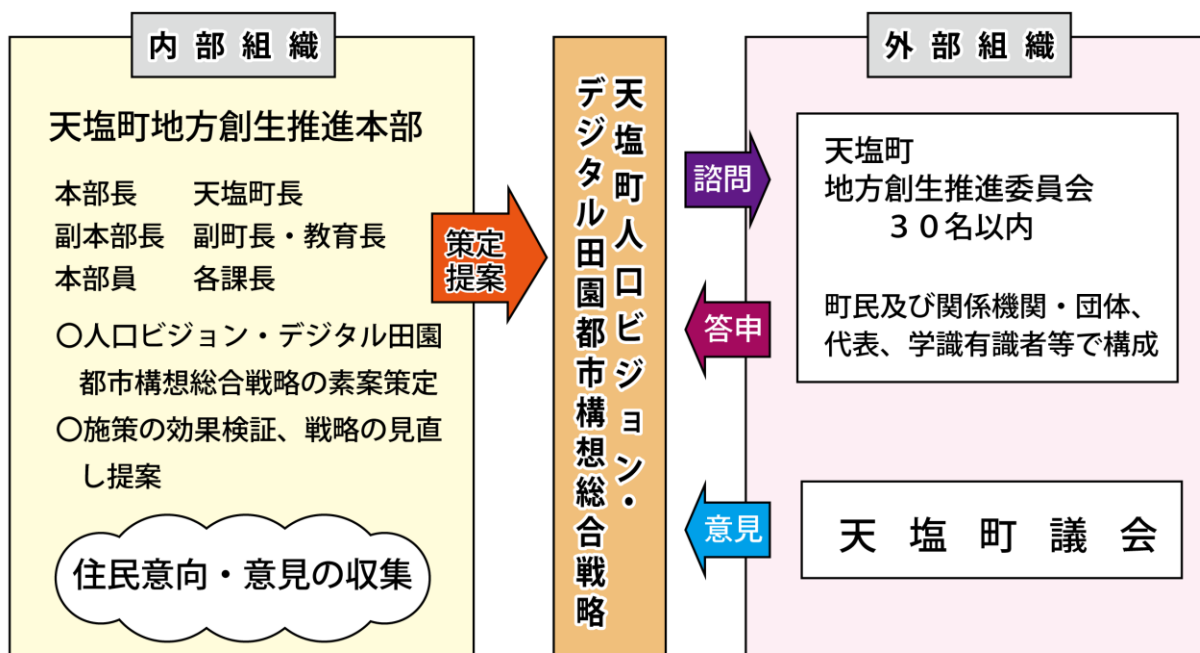 内部組織
天塩町地方創生推進本部
本部長　天塩町長
副本部長　副町長・教育長
本部員　各課長
〇人口ビジョン・デジタル田園
都市構想総合戦略の素案策定
〇施策の効果検証、戦略の見直
し提案
住民意向・意見の収集
策定
提案
天塩町人口ビジョン・
デジタル田園都市構想総合戦略
諮問
答申
意見
外部組織
天塩町
地方創生推進委員会
３０名以内
町民及び関係機関・団体、
代表、学識有識者等で構成
天塩町議会